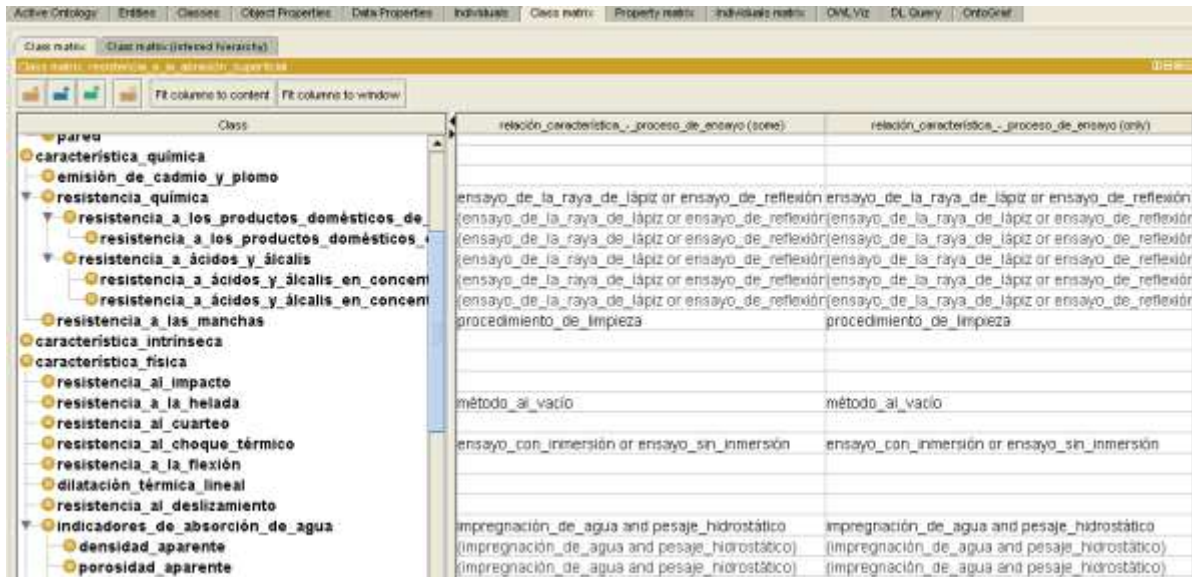 Active Ontology Entities Classes Object Properties Data Properties Individuals Class matrix Property matrix Individuals matrix OWLViz DL Query OntoGraf
Class matrix Class matrix (inferred hierarchy)
Class matrix: resistencia_a_la_abrasión_superficial
Fit columns to content Fit columns to window
Class relación_característica_-_proceso_de_ensayo (some) relación_característica_-_proceso_de_ensayo (only)
pared
característica_química
emisión_de_cadmio_y_plomo
resistencia_química ensayo_de_la_raya_de_lápiz or ensayo_de_reflexión ensayo_de_la_raya_de_lápiz or ensayo_de_reflexión
resistencia_a_los_productos_domésticos_de_ (ensayo_de_la_raya_de_lápiz or ensayo_de_reflexión (ensayo_de_la_raya_de_lápiz or ensayo_de_reflexión
resistencia_a_los_productos_domésticos_ (ensayo_de_la_raya_de_lápiz or ensayo_de_reflexión (ensayo_de_la_raya_de_lápiz or ensayo_de_reflexión
resistencia_a_ácidos_y_álcalis (ensayo_de_la_raya_de_lápiz or ensayo_de_reflexión (ensayo_de_la_raya_de_lápiz or ensayo_de_reflexión
resistencia_a_ácidos_y_álcalis_en_concent (ensayo_de_la_raya_de_lápiz or ensayo_de_reflexión (ensayo_de_la_raya_de_lápiz or ensayo_de_reflexión
resistencia_a_ácidos_y_álcalis_en_concent (ensayo_de_la_raya_de_lápiz or ensayo_de_reflexión (ensayo_de_la_raya_de_lápiz or ensayo_de_reflexión
resistencia_a_las_manchas procedimiento_de_limpieza procedimiento_de_limpieza
característica_intrínseca
característica_física
resistencia_al_impacto
resistencia_a_la_helada método_al_vacío método_al_vacío
resistencia_al_cuarteo
resistencia_al_choque_térmico ensayo_con_inmersión or ensayo_sin_inmersión ensayo_con_inmersión or ensayo_sin_inmersión
resistencia_a_la_flexión
dilatación_térmica_lineal
resistencia_al_deslizamiento
indicadores_de_absorción_de_agua impregnación_de_agua and pesaje_hidrostático impregnación_de_agua and pesaje_hidrostático
densidad_aparente (impregnación_de_agua and pesaje_hidrostático) (impregnación_de_agua and pesaje_hidrostático)
porosidad_aparente (impregnación_de_agua and pesaje_hidrostático) (impregnación_de_agua and pesaje_hidrostático)